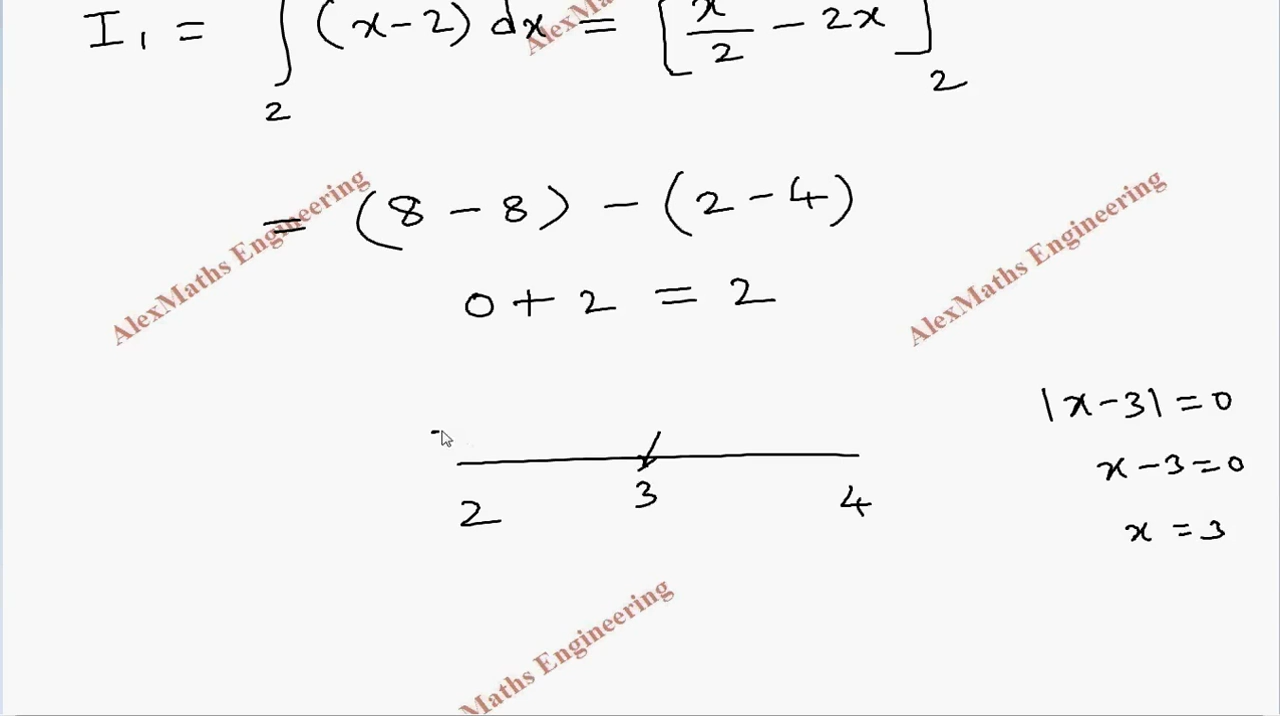 I₁ = ∫₂ (x-2) dx = [x/2 - 2x]₂
= (8 - 8) - (2 - 4)
0 + 2 = 2
|x-3| = 0
x-3 = 0
2 3 4
x = 3
AlexMaths Engineering
AlexMaths Engineering
Maths Engineering